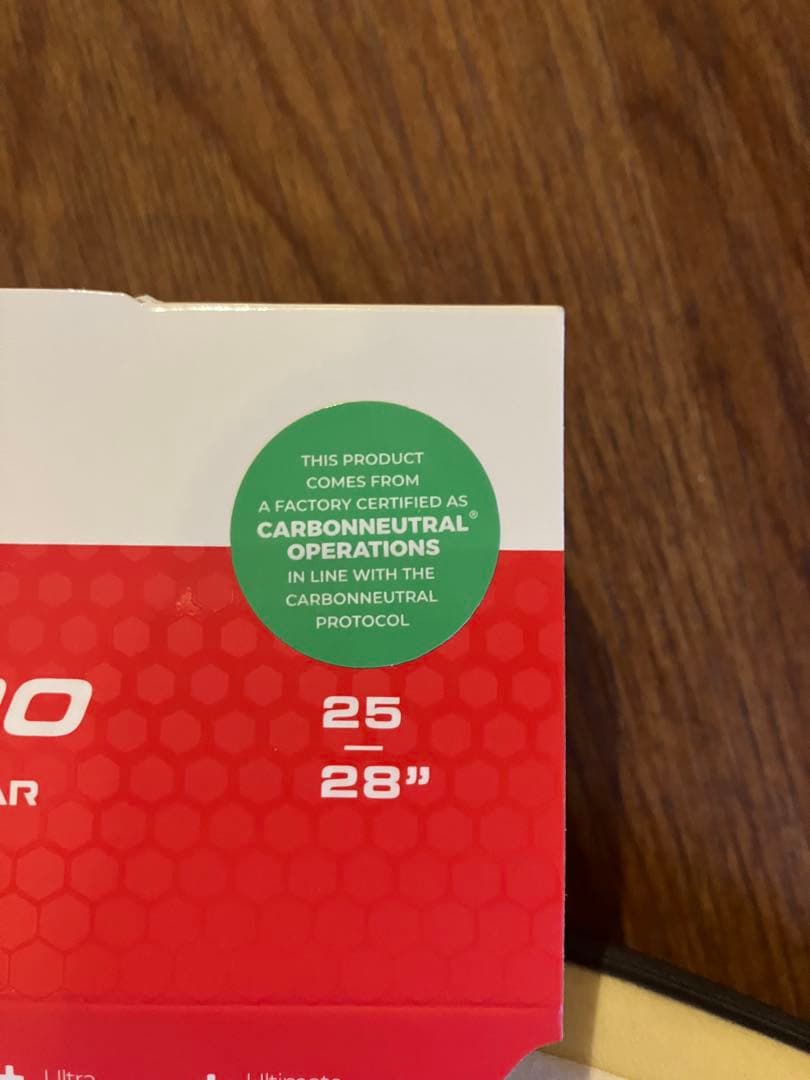 THIS PRODUCT
COMES FROM
A FACTORY CERTIFIED AS
CARBONNEUTRAL®
OPERATIONS
IN LINE WITH THE
CARBONNEUTRAL
PROTOCOL
25
—
28”